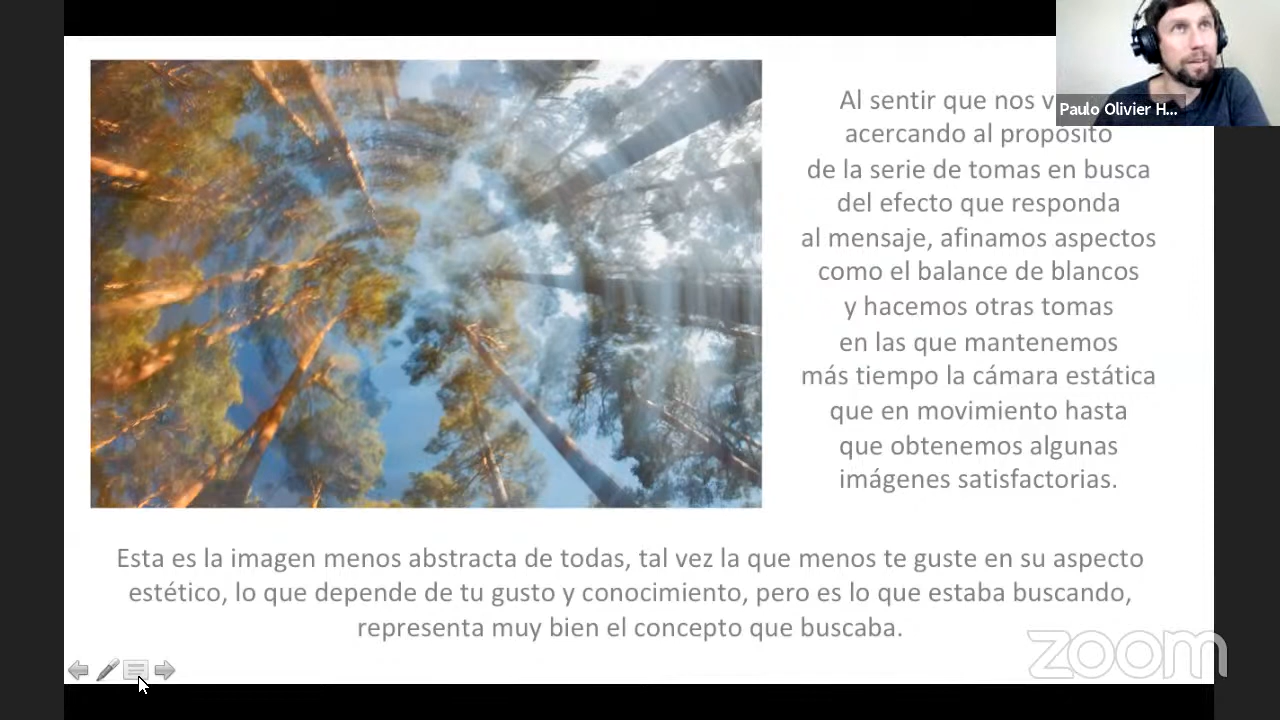 Al sentir que nos
acercando al propósito
de la serie de tomas en busca
del efecto que responda
al mensaje, afinamos aspectos
como el balance de blancos
y hacemos otras tomas
en las que mantenemos
más tiempo la cámara estática
que en movimiento hasta
que obtenemos algunas
imágenes satisfactorias.
Esta es la imagen menos abstracta de todas, tal vez la que menos te guste en su aspecto
estético, lo que depende de tu gusto y conocimiento, pero es lo que estaba buscando,
representa muy bien el concepto que buscaba.
Paulo Olivier H...
zoom